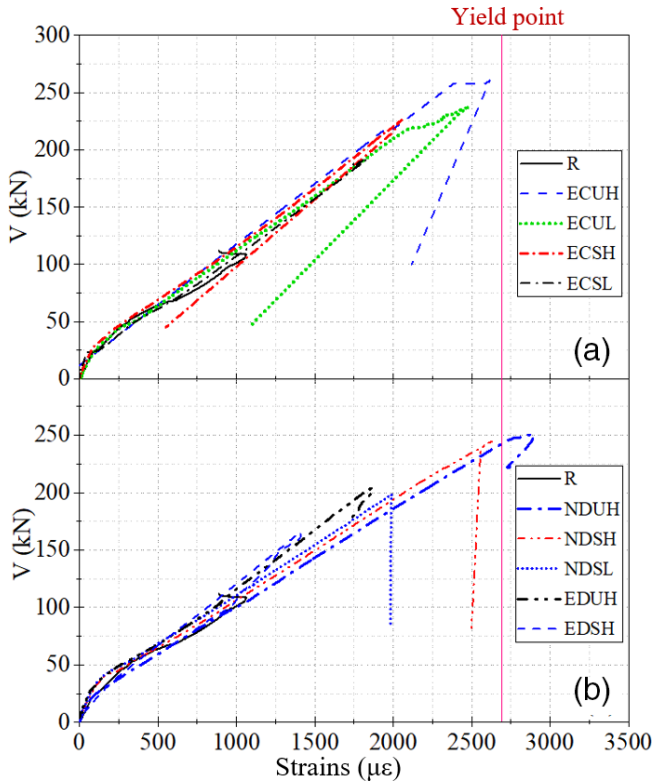 Yield point
300
250
200
150
100
50
0
V (kN)
R
ECUH
ECUL
ECSH
ECSL
(a)
250
200
150
100
50
0
V (kN)
R
NDUH
NDSH
NDSL
EDUH
EDSH
(b)
0 500 1000 1500 2000 2500 3000 3500
Strains (με)